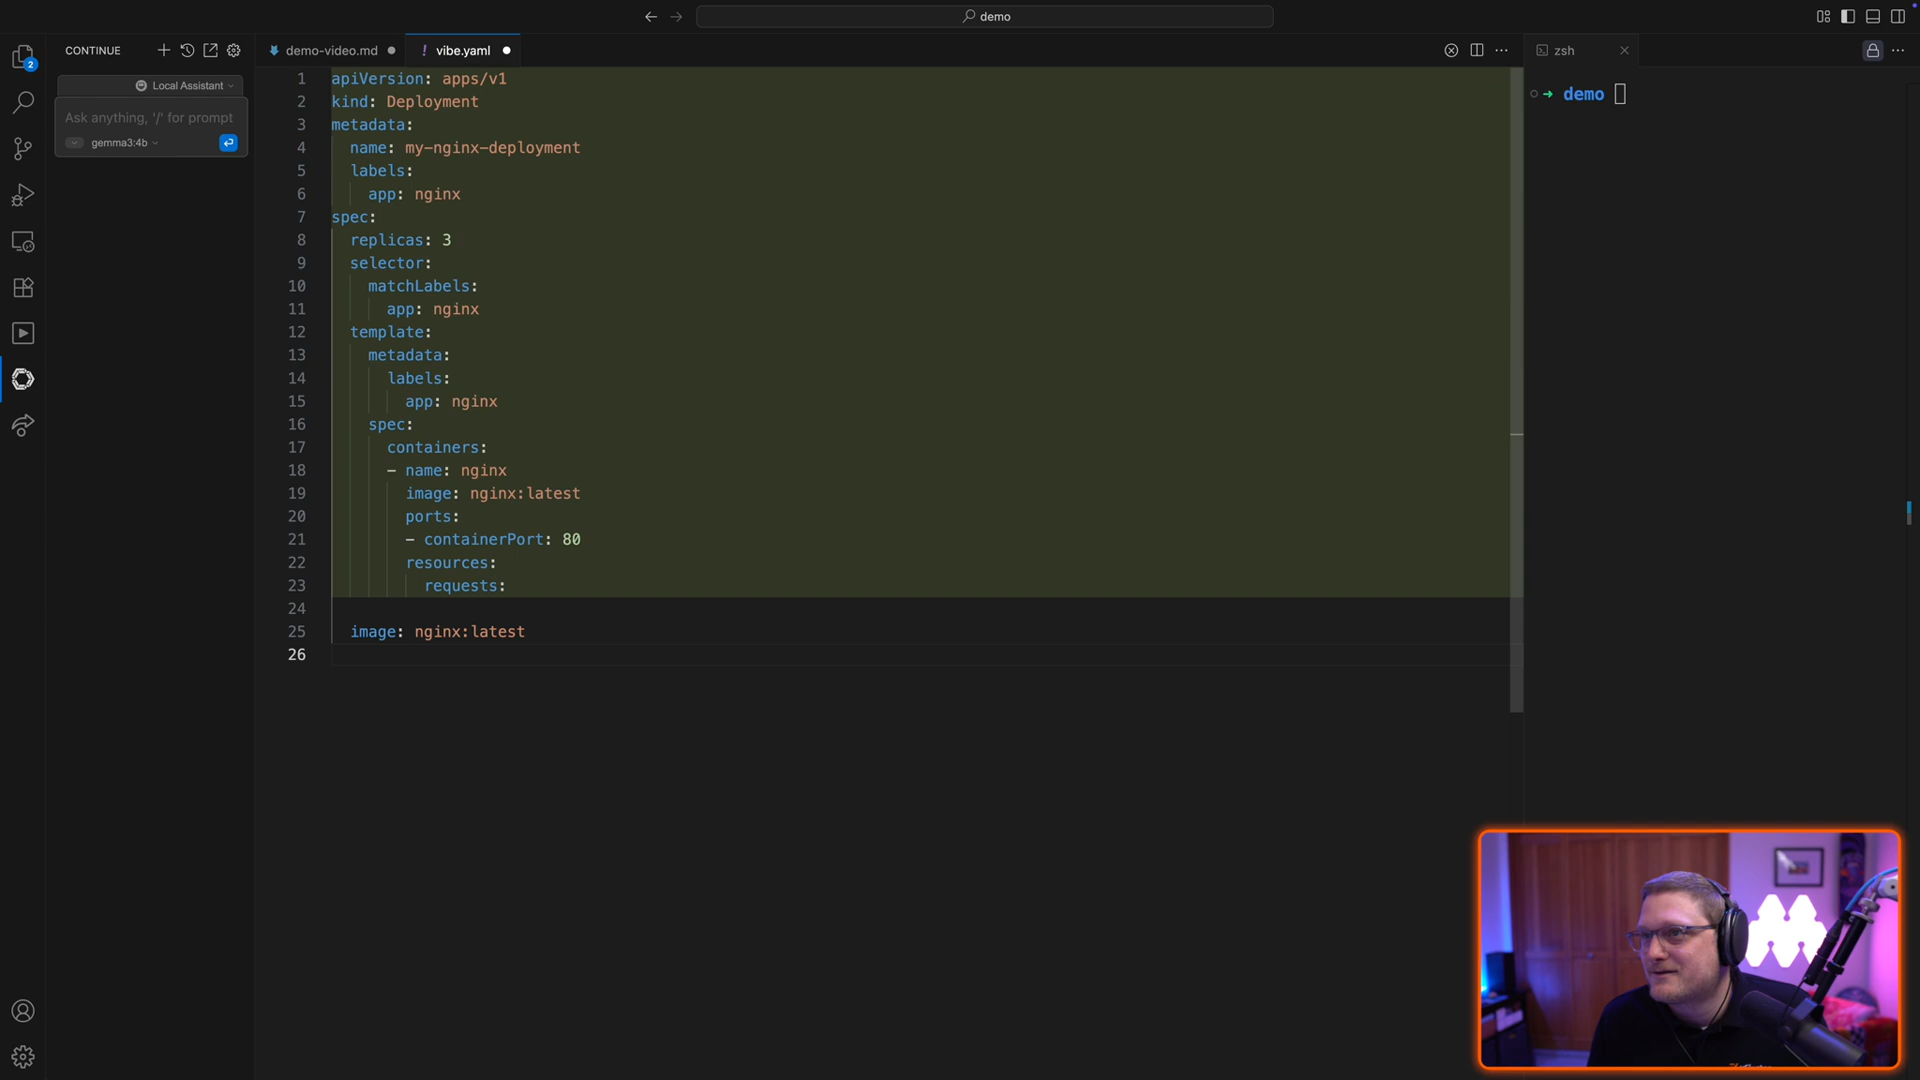 demo
CONTINUE
demo-video.md
vibe.yaml
zsh
2
Local Assistant
Ask anything, '/' for prompt
gemma3:4b
1 apiVersion: apps/v1
2 kind: Deployment
3 metadata:
4   name: my-nginx-deployment
5   labels:
6     app: nginx
7 spec:
8   replicas: 3
9   selector:
10     matchLabels:
11       app: nginx
12   template:
13     metadata:
14       labels:
15         app: nginx
16     spec:
17       containers:
18       - name: nginx
19         image: nginx:latest
20         ports:
21         - containerPort: 80
22         resources:
23           requests:
24
25   image: nginx:latest
26
demo